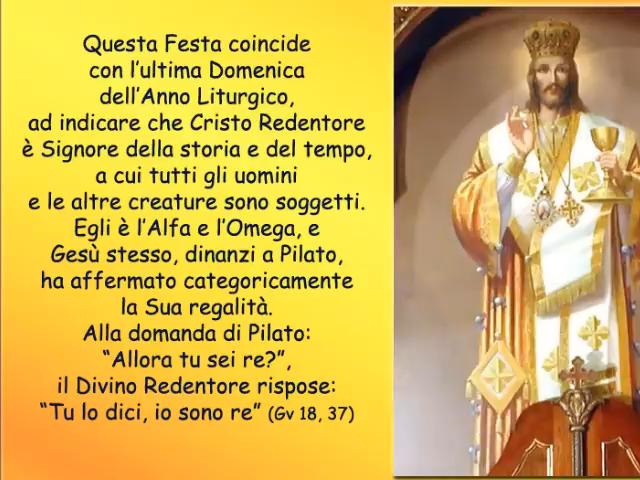 Questa Festa coincide
con l'ultima Domenica
dell'Anno Liturgico,
ad indicare che Cristo Redentore
è Signore della storia e del tempo,
a cui tutti gli uomini
e le altre creature sono soggetti.
Egli è l'Alfa e l'Omega, e
Gesù stesso, dinanzi a Pilato,
ha affermato categoricamente
la Sua regalità.
Alla domanda di Pilato:
“Allora tu sei re?”,
il Divino Redentore rispose:
“Tu lo dici, io sono re” (Gv 18, 37)